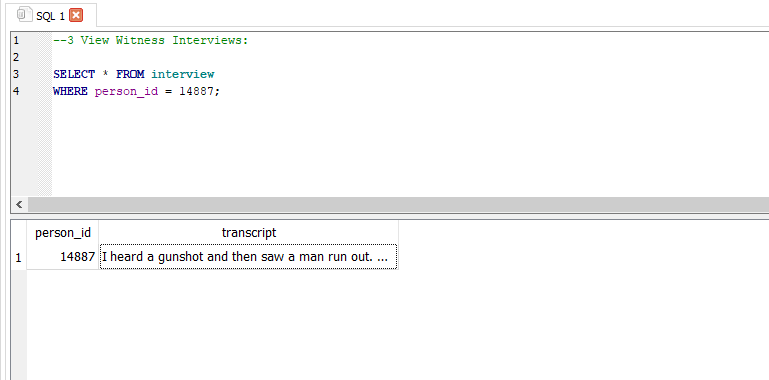 SQL 1
1 --3 View Witness Interviews:
2
3 SELECT * FROM interview
4 WHERE person_id = 14887;
person_id transcript
1 14887 I heard a gunshot and then saw a man run out. ...